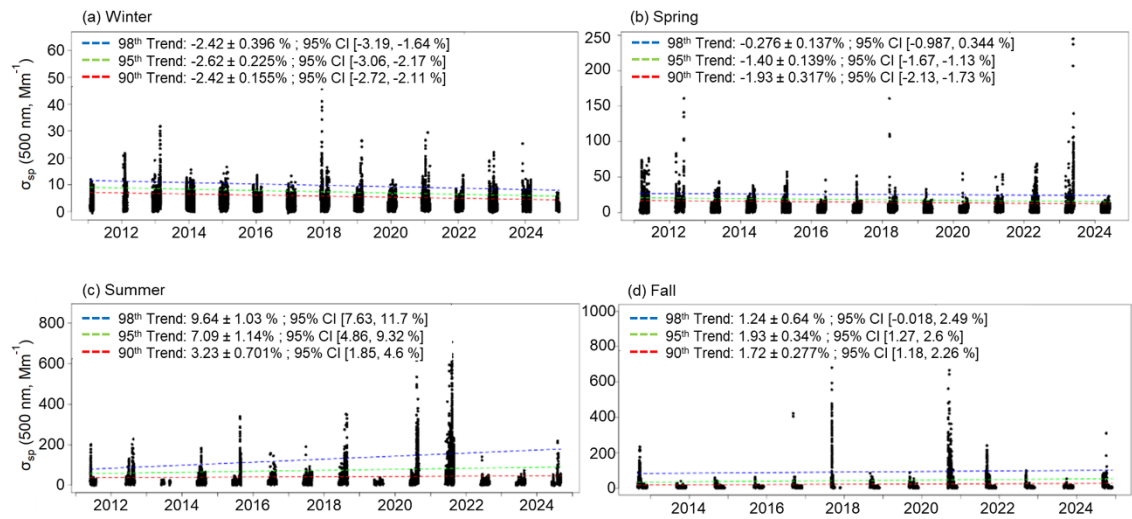 (a) Winter
98th Trend: -2.42 ± 0.396 % ; 95% CI [-3.19, -1.64 %]
95th Trend: -2.62 ± 0.225% ; 95% CI [-3.06, -2.17 %]
90th Trend: -2.42 ± 0.155% ; 95% CI [-2.72, -2.11 %]
60
50
40
30
20
10
0
σsp (500 nm, Mm-1)
2012 2014 2016 2018 2020 2022 2024
(b) Spring
98th Trend: -0.276 ± 0.137% ; 95% CI [-0.987, 0.344 %]
95th Trend: -1.40 ± 0.139% ; 95% CI [-1.67, -1.13 %]
90th Trend: -1.93 ± 0.317% ; 95% CI [-2.13, -1.73 %]
250
200
150
100
50
0
2012 2014 2016 2018 2020 2022 2024
(c) Summer
98th Trend: 9.64 ± 1.03 % ; 95% CI [7.63, 11.7 %]
95th Trend: 7.09 ± 1.14% ; 95% CI [4.86, 9.32 %]
90th Trend: 3.23 ± 0.701% ; 95% CI [1.85, 4.6 %]
800
600
400
200
0
σsp (500 nm, Mm-1)
2012 2014 2016 2018 2020 2022 2024
(d) Fall
98th Trend: 1.24 ± 0.64 % ; 95% CI [-0.018, 2.49 %]
95th Trend: 1.93 ± 0.34% ; 95% CI [1.27, 2.6 %]
90th Trend: 1.72 ± 0.277% ; 95% CI [1.18, 2.26 %]
1000
800
600
400
200
0
2014 2016 2018 2020 2022 2024